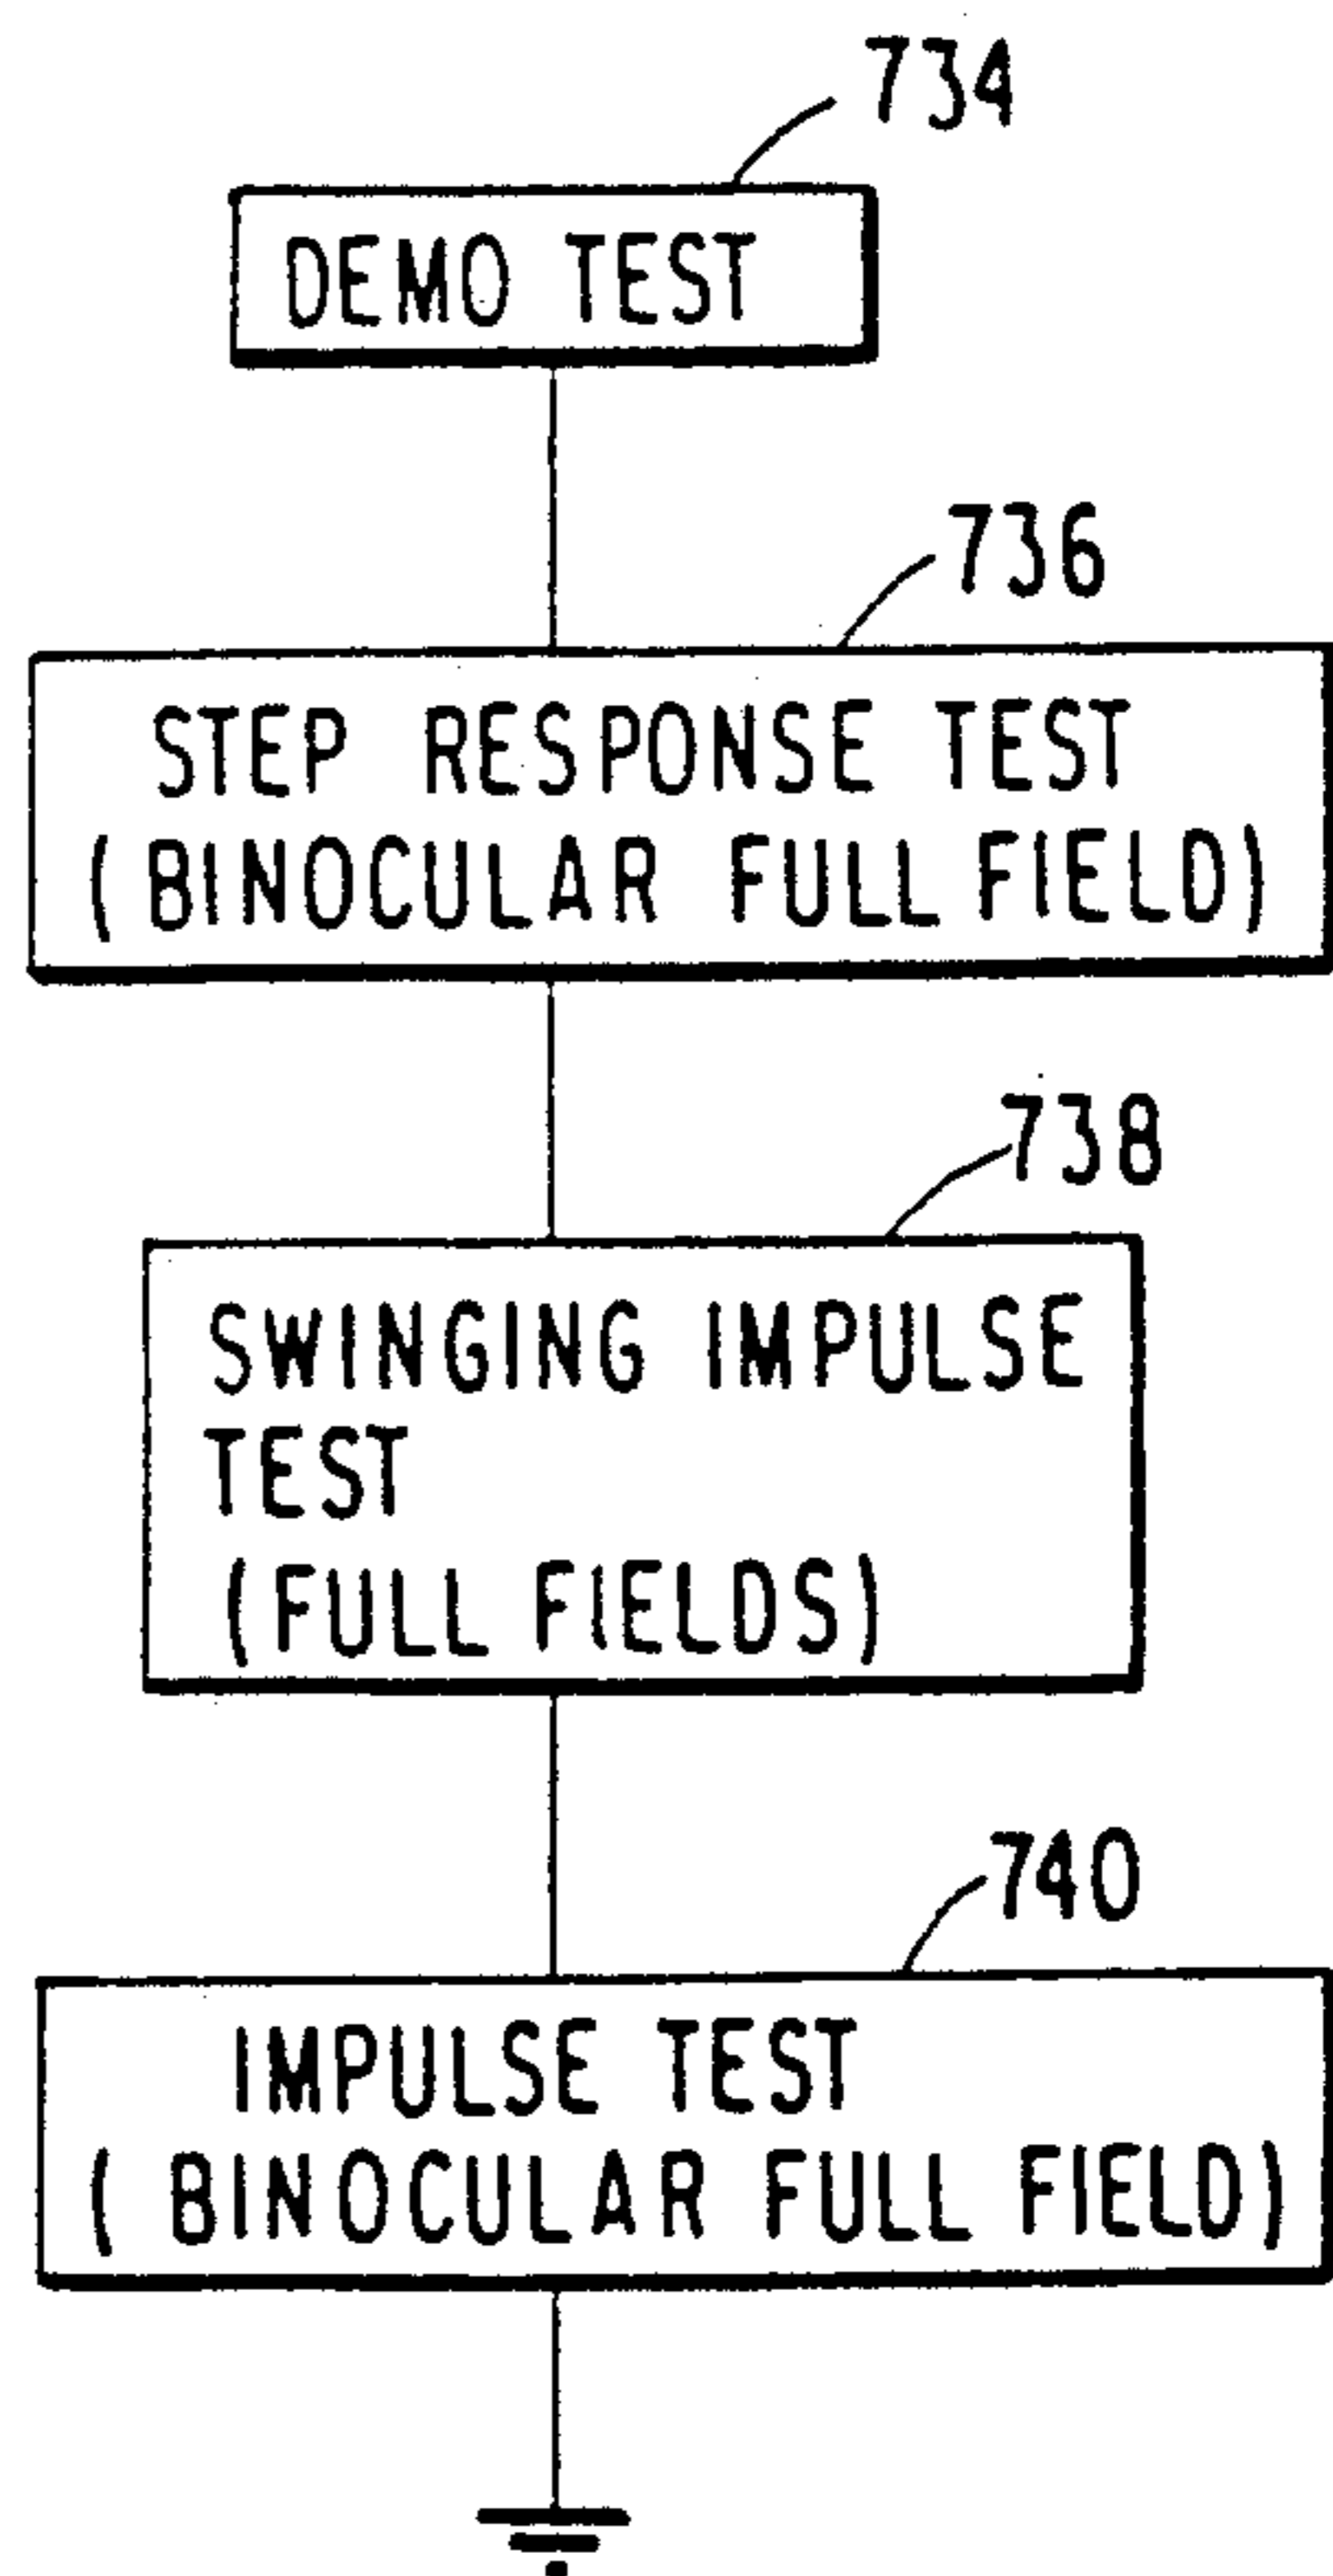 734
DEMO TEST
736
STEP RESPONSE TEST
(BINOCULAR FULL FIELD)
738
SWINGING IMPULSE
TEST
(FULL FIELDS)
740
IMPULSE TEST
(BINOCULAR FULL FIELD)